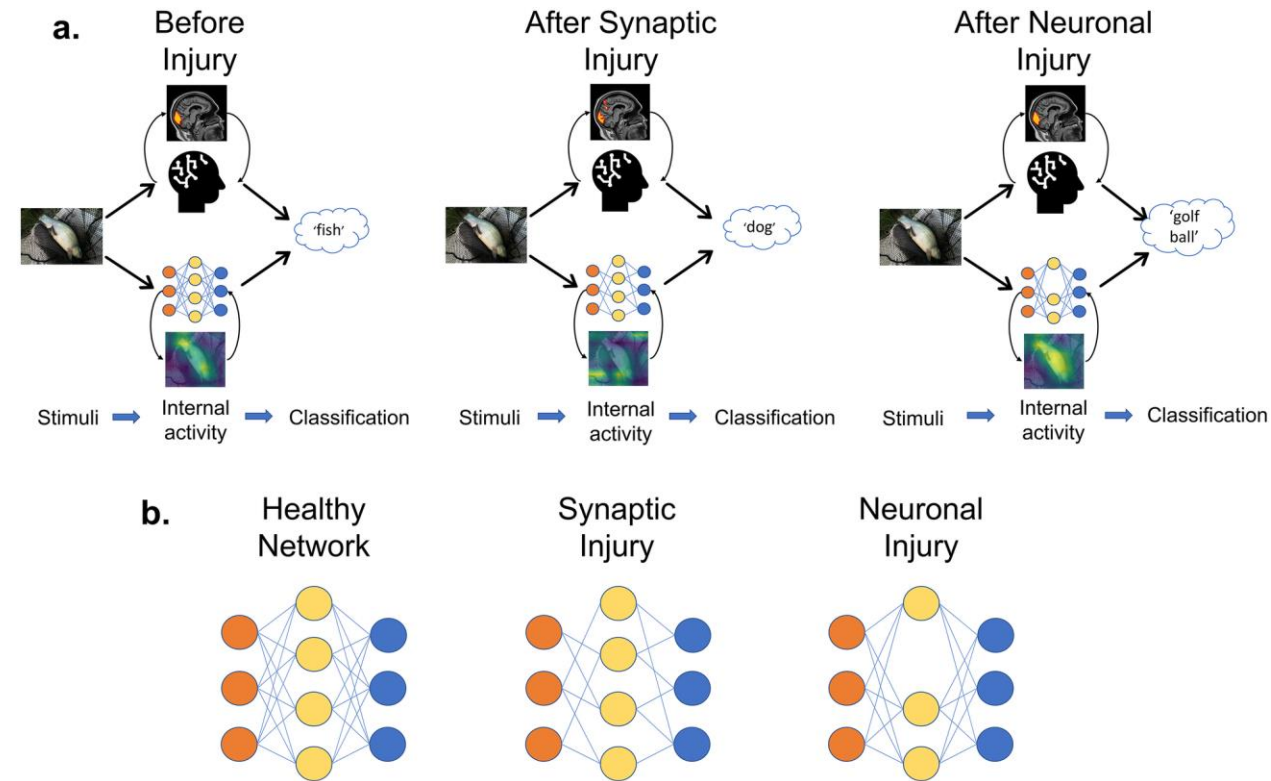 a.
Before
Injury
After Synaptic
Injury
After Neuronal
Injury
'fish'
'dog'
'golf
ball'
Stimuli
Internal
activity
Classification
Stimuli
Internal
activity
Classification
Stimuli
Internal
activity
Classification
b.
Healthy
Network
Synaptic
Injury
Neuronal
Injury